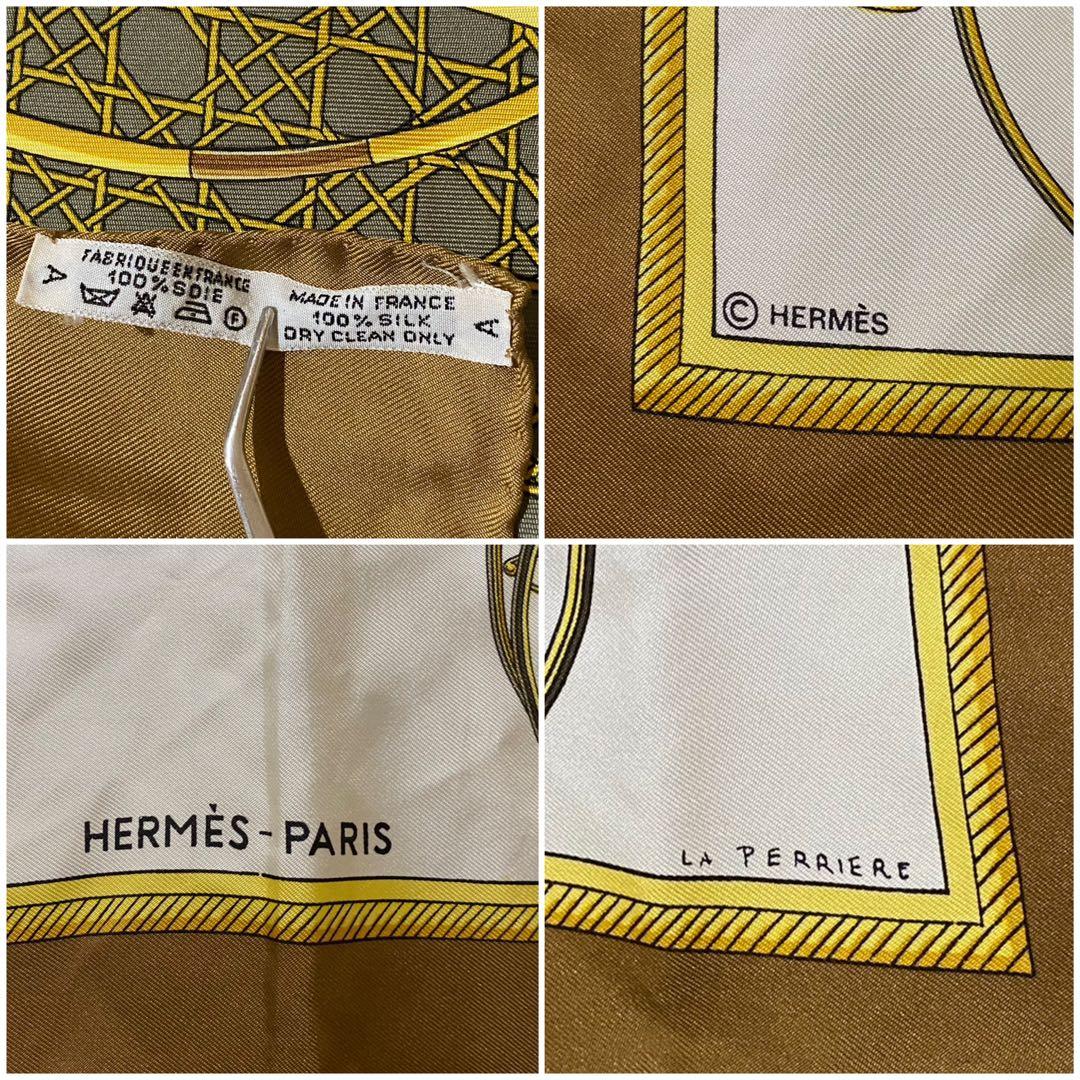 FABRIQUE EN FRANCE
100% SOIE
A
F
MADE IN FRANCE
100% SILK
DRY CLEAN ONLY
A
© HERMÈS
HERMÈS-PARIS
LA PERRIERE